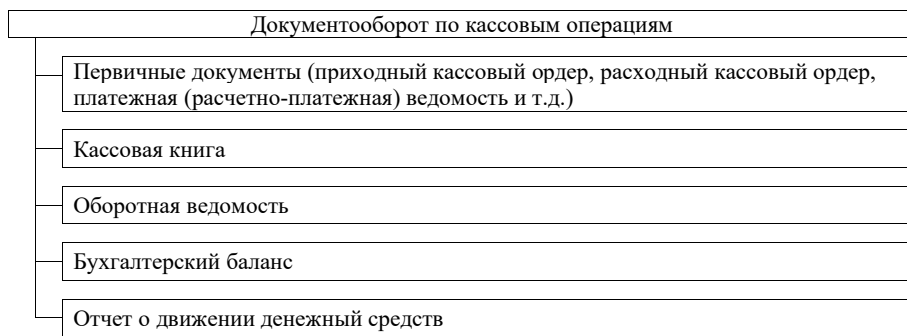 Документооборот по кассовым операциям
Первичные документы (приходный кассовый ордер, расходный кассовый ордер,
платежная (расчетно-платежная) ведомость и т.д.)
Кассовая книга
Оборотная ведомость
Бухгалтерский баланс
Отчет о движении денежный средств